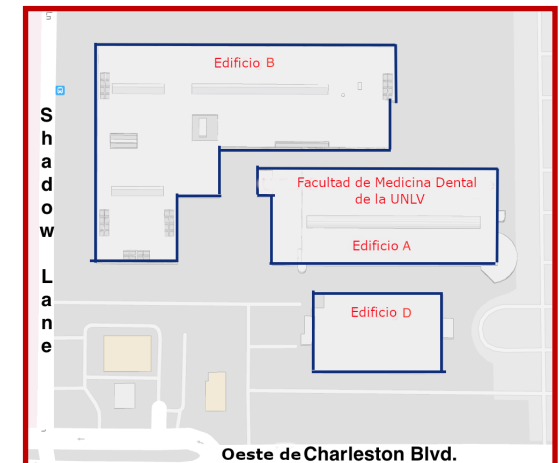 Edificio B
Shadow Lane
Facultad de Medicina Dental
de la UNLV
Edificio A
Edificio D
Oeste de Charleston Blvd.